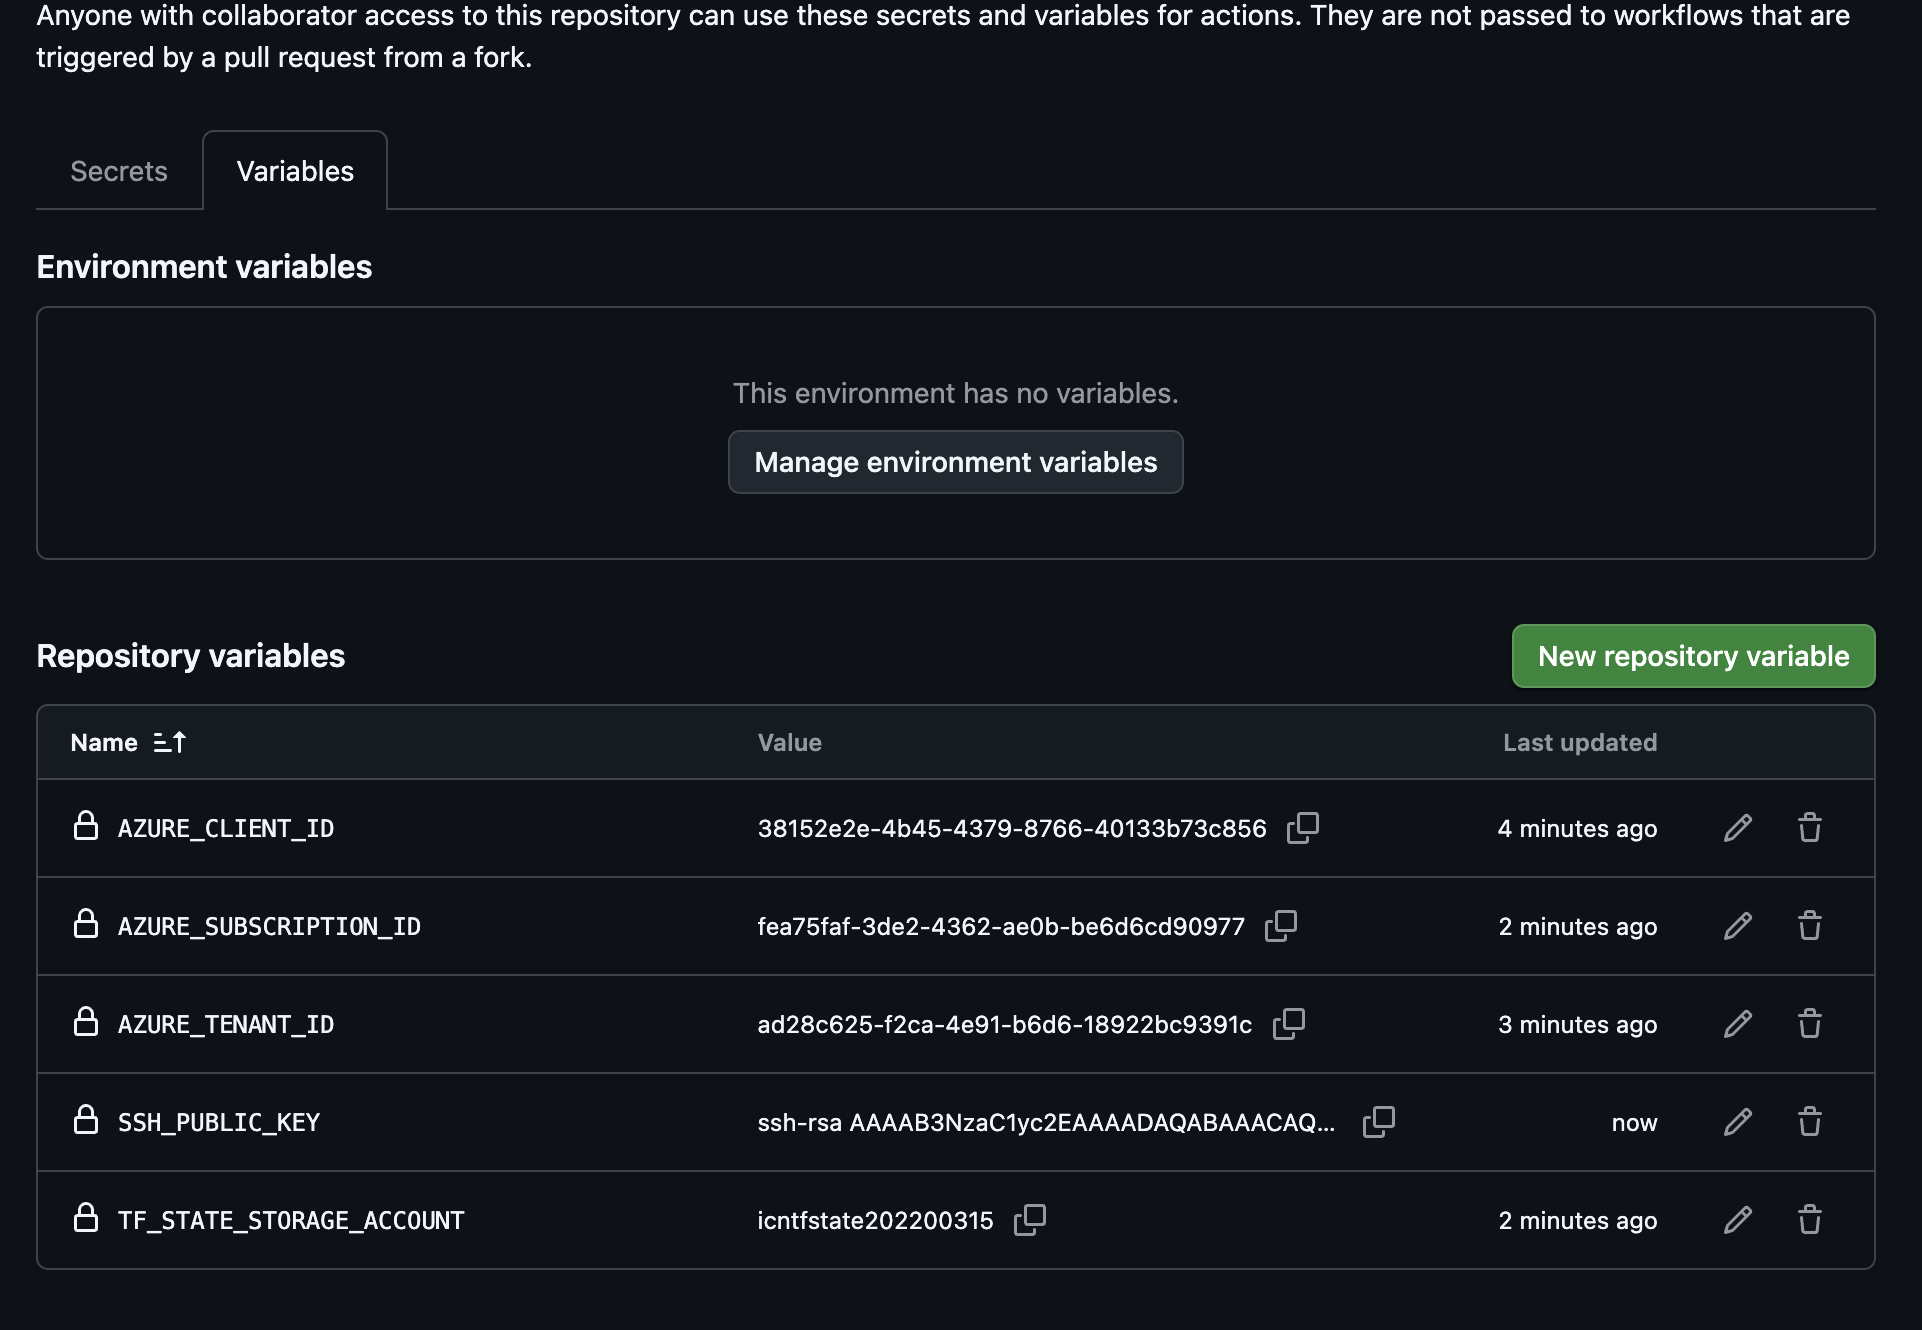 Anyone with collaborator access to this repository can use these secrets and variables for actions. They are not passed to workflows that are
triggered by a pull request from a fork.
Secrets
Variables
Environment variables
This environment has no variables.
Manage environment variables
Repository variables
New repository variable
Name Value Last updated
AZURE_CLIENT_ID 38152e2e-4b45-4379-8766-40133b73c856 4 minutes ago
AZURE_SUBSCRIPTION_ID fea75faf-3de2-4362-ae0b-be6d6cd90977 2 minutes ago
AZURE_TENANT_ID ad28c625-f2ca-4e91-b6d6-18922bc9391c 3 minutes ago
SSH_PUBLIC_KEY ssh-rsa AAAAB3NzaC1yc2EAAAADAQABAAACAQ... now
TF_STATE_STORAGE_ACCOUNT icntfstate202200315 2 minutes ago